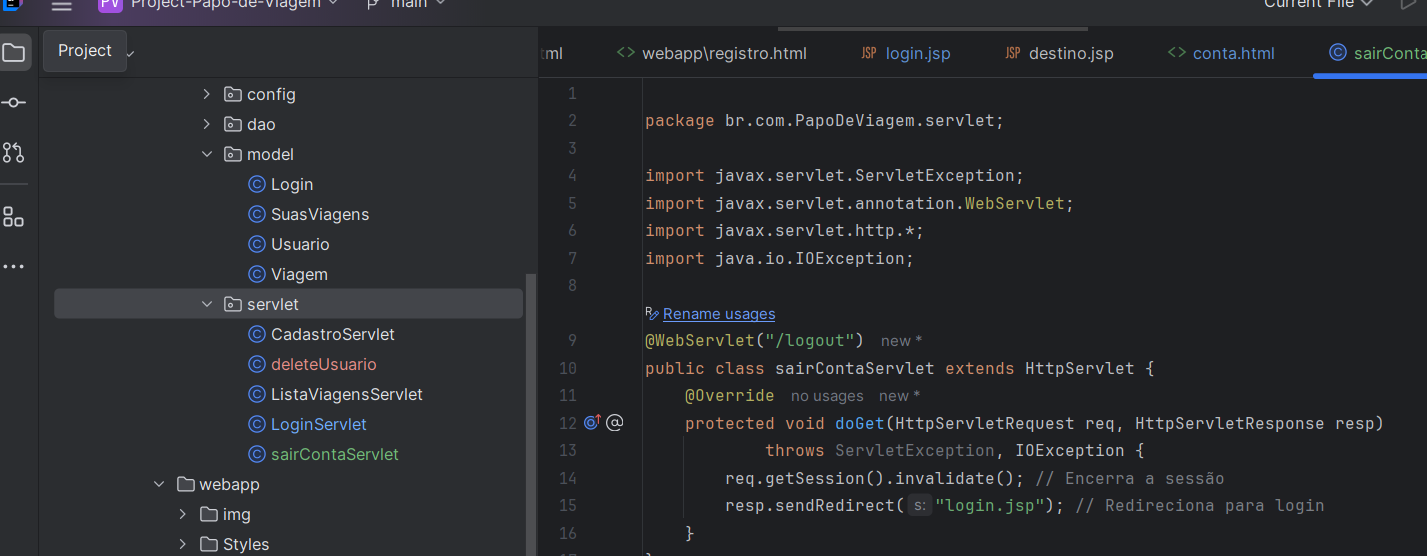 PV Project-Papo-de-Viagem main Current File
Project
config
dao
model
Login
SuasViagens
Usuario
Viagem
servlet
CadastroServlet
deleteUsuario
ListaViagensServlet
LoginServlet
sairContaServlet
webapp
img
Styles
ml <> webapp\registro.html JSP login.jsp JSP destino.jsp <> conta.html C sairConta
1
2 package br.com.PapoDeViagem.servlet;
3
4 import javax.servlet.ServletException;
5 import javax.servlet.annotation.WebServlet;
6 import javax.servlet.http.*;
7 import java.io.IOException;
8
Rename usages
9 @WebServlet("/logout") new *
10 public class sairContaServlet extends HttpServlet {
11 @Override no usages new *
12 protected void doGet(HttpServletRequest req, HttpServletResponse resp)
13 throws ServletException, IOException {
14 req.getSession().invalidate(); // Encerra a sessão
15 resp.sendRedirect( s: "login.jsp"); // Redireciona para login
16 }